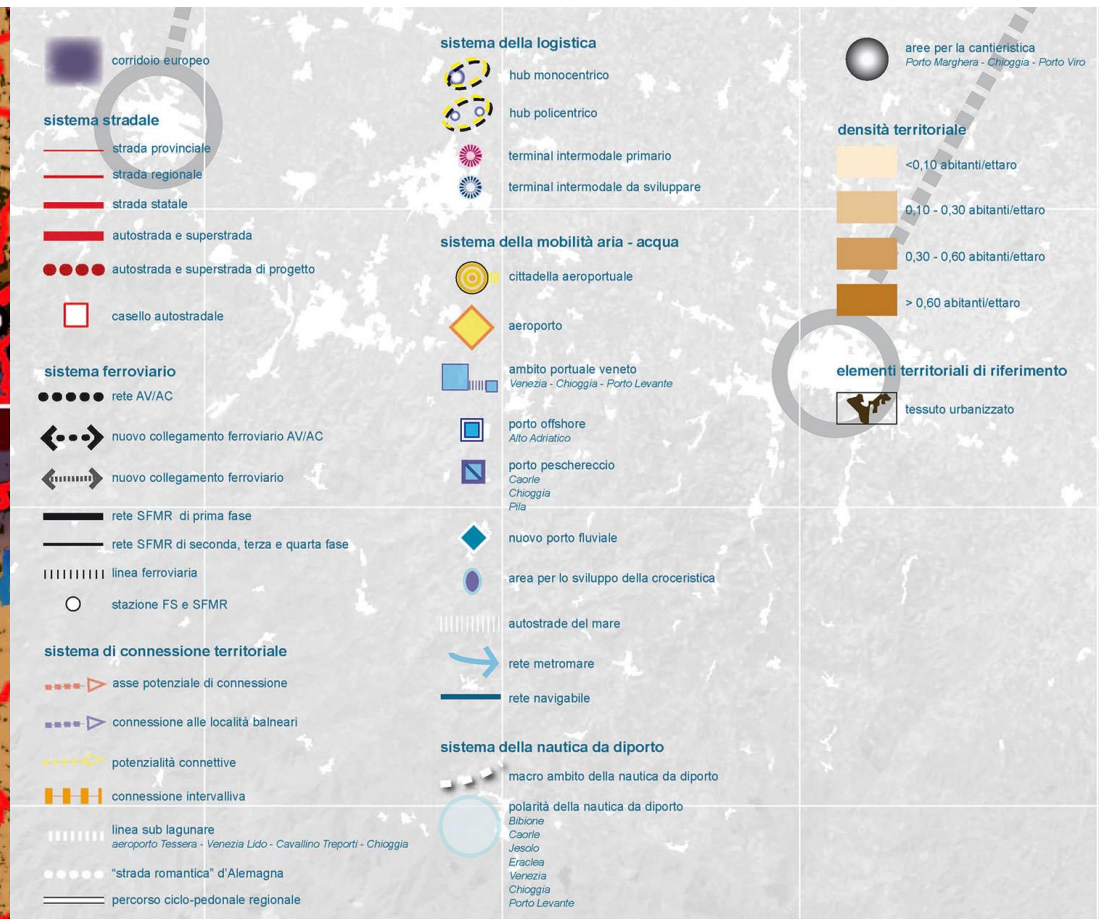 corridoio europeo
sistema stradale
strada provinciale
strada regionale
strada statale
autostrada e superstrada
autostrada e superstrada di progetto
casello autostradale
sistema ferroviario
rete AV/AC
nuovo collegamento ferroviario AV/AC
nuovo collegamento ferroviario
rete SFMR di prima fase
rete SFMR di seconda, terza e quarta fase
linea ferroviaria
stazione FS e SFMR
sistema di connessione territoriale
asse potenziale di connessione
connessione alle località balneari
potenzialità connettive
connessione intervalliva
linea sub lagunare
aeroporto Tessera - Venezia Lido - Cavallino Treporti - Chioggia
"strada romantica" d'Alemagna
percorso ciclo-pedonale regionale
sistema della logistica
hub monocentrico
hub policentrico
terminal intermodale primario
terminal intermodale da sviluppare
sistema della mobilità aria - acqua
cittadella aeroportuale
aeroporto
ambito portuale veneto
Venezia - Chioggia - Porto Levante
porto offshore
Alto Adriatico
porto peschereccio
Caorle
Chioggia
Pila
nuovo porto fluviale
area per lo sviluppo della croceristica
autostrade del mare
rete metromare
rete navigabile
sistema della nautica da diporto
macro ambito della nautica da diporto
polarità della nautica da diporto
Bibione
Caorle
Jesolo
Eraclea
Venezia
Chioggia
Porto Levante
aree per la cantieristica
Porto Marghera - Chioggia - Porto Viro
densità territoriale
<0,10 abitanti/ettaro
0,10 - 0,30 abitanti/ettaro
0,30 - 0,60 abitanti/ettaro
> 0,60 abitanti/ettaro
elementi territoriali di riferimento
tessuto urbanizzato